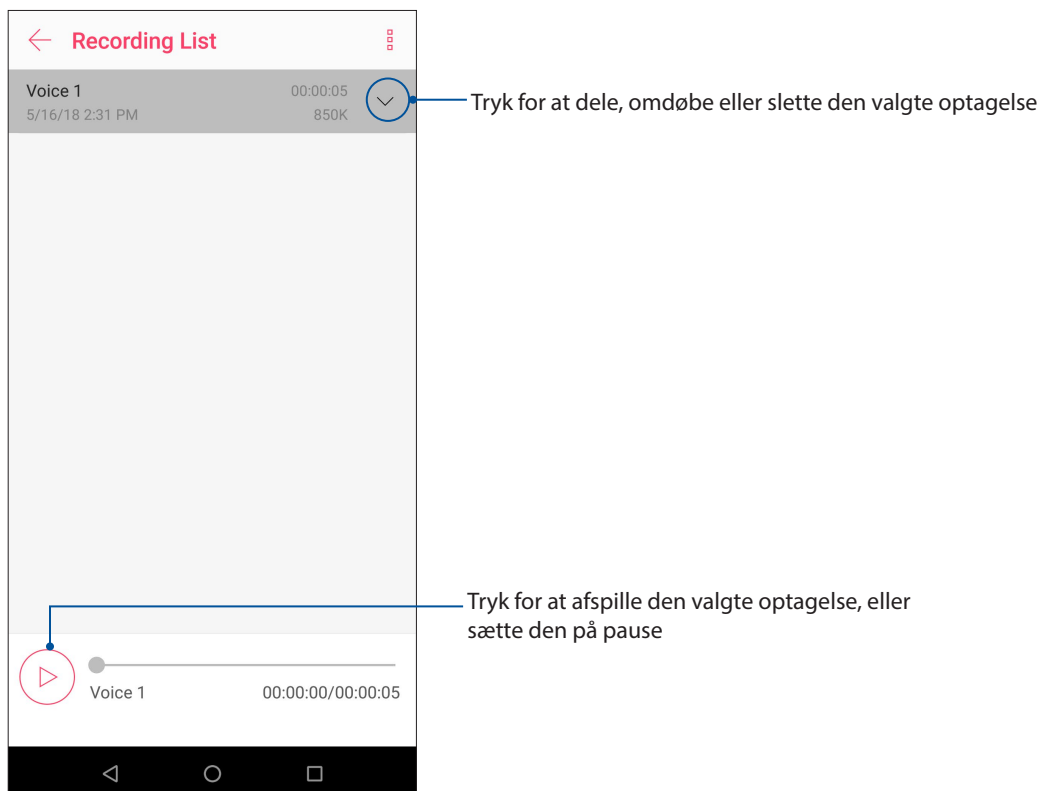 Recording List
Voice 1 00:00:05
5/16/18 2:31 PM 850K
Tryk for at dele, omdøbe eller slette den valgte optagelse
Tryk for at afspille den valgte optagelse, eller
sætte den på pause
Voice 1 00:00:00/00:00:05